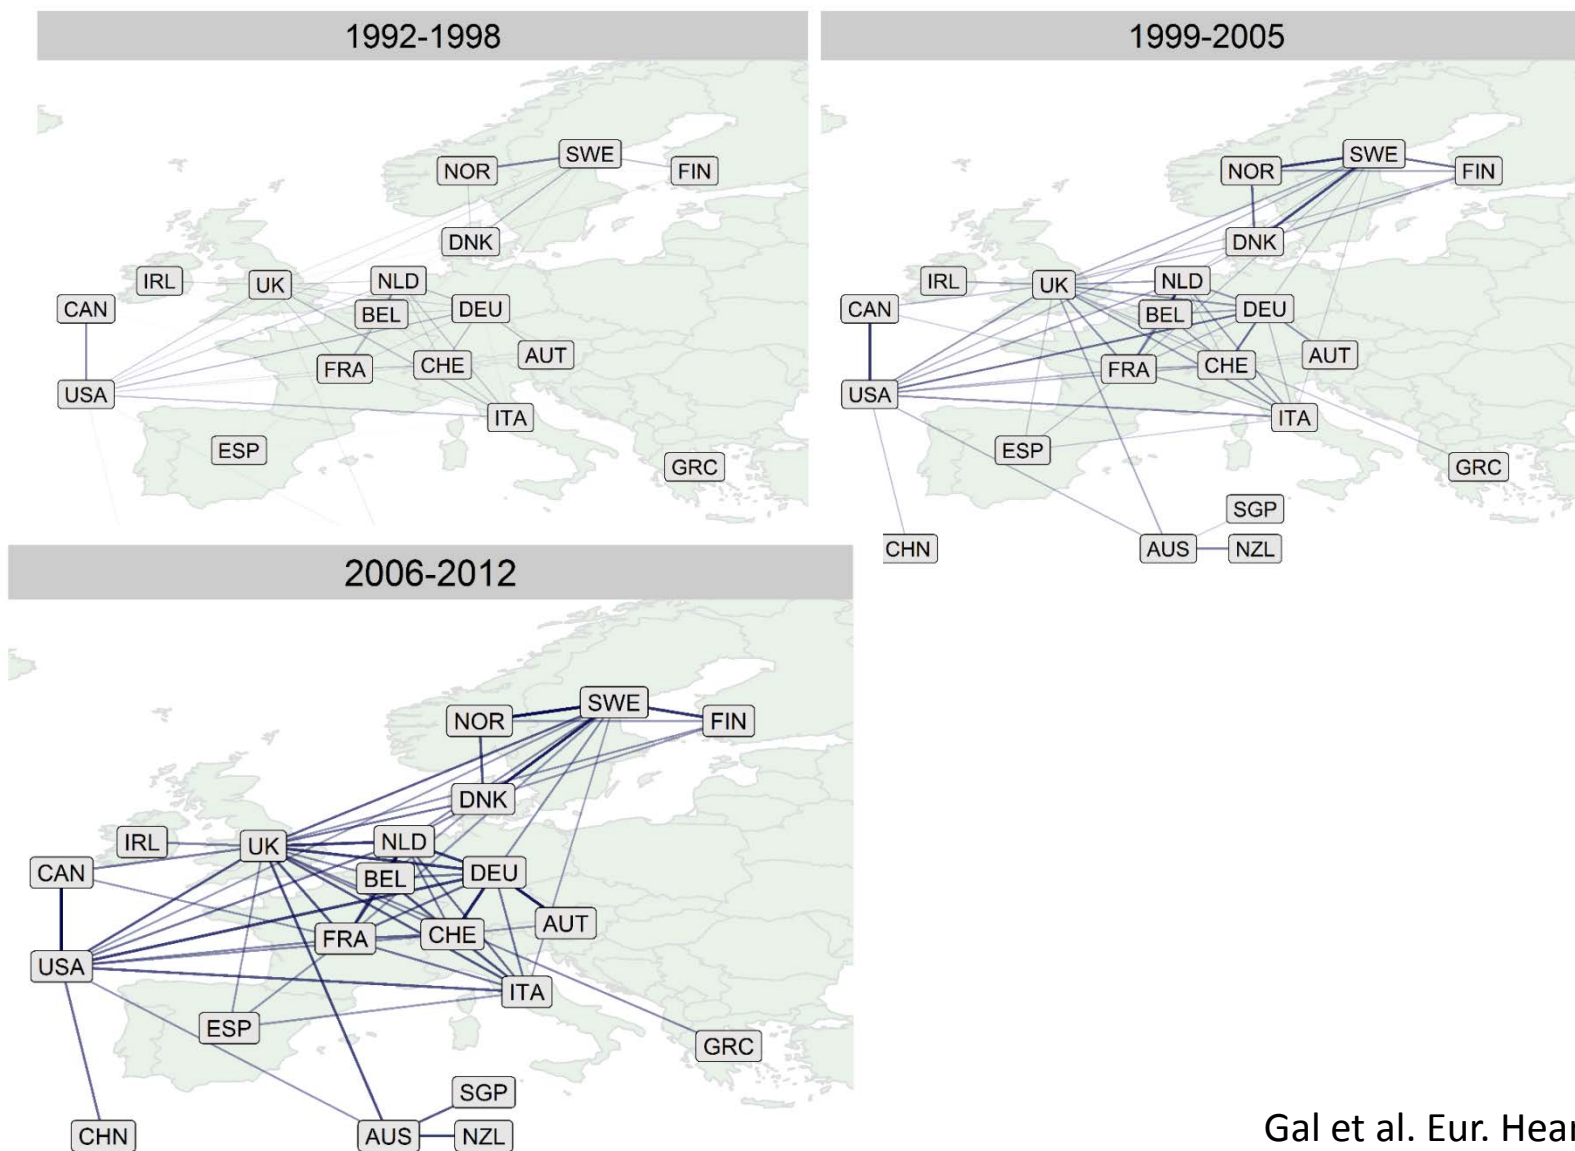 1992-1998
SWE
NOR
FIN
DNK
IRL
UK
NLD
CAN
BEL
DEU
FRA
CHE
AUT
USA
ITA
ESP
GRC
1999-2005
SWE
NOR
FIN
DNK
IRL
UK
NLD
CAN
BEL
DEU
FRA
CHE
AUT
USA
ITA
ESP
GRC
SGP
CHN
AUS
NZL
2006-2012
SWE
NOR
FIN
DNK
IRL
UK
NLD
CAN
BEL
DEU
FRA
CHE
AUT
USA
ITA
ESP
GRC
SGP
CHN
AUS
NZL
Gal et al. Eur. Hear